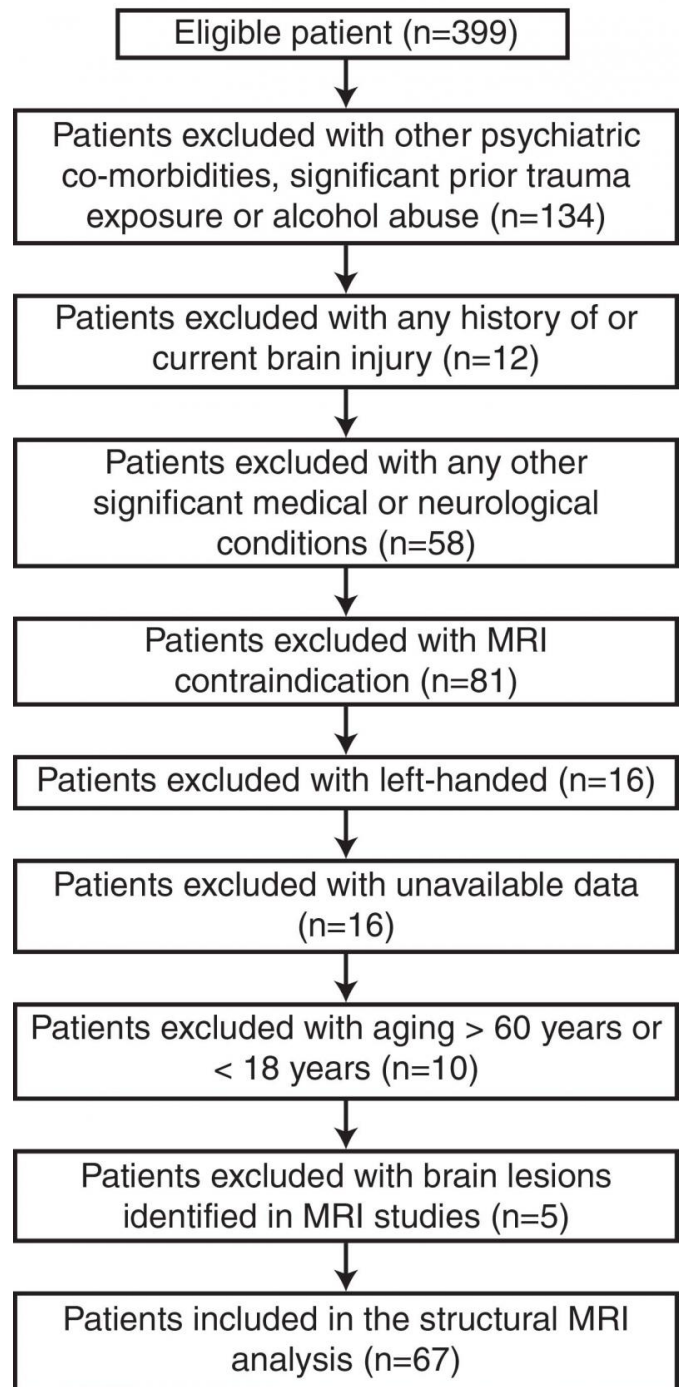 Eligible patient (n=399)
Patients excluded with other psychiatric
co-morbidities, significant prior trauma
exposure or alcohol abuse (n=134)
Patients excluded with any history of or
current brain injury (n=12)
Patients excluded with any other
significant medical or neurological
conditions (n=58)
Patients excluded with MRI
contraindication (n=81)
Patients excluded with left-handed (n=16)
Patients excluded with unavailable data
(n=16)
Patients excluded with aging > 60 years or
< 18 years (n=10)
Patients excluded with brain lesions
identified in MRI studies (n=5)
Patients included in the structural MRI
analysis (n=67)